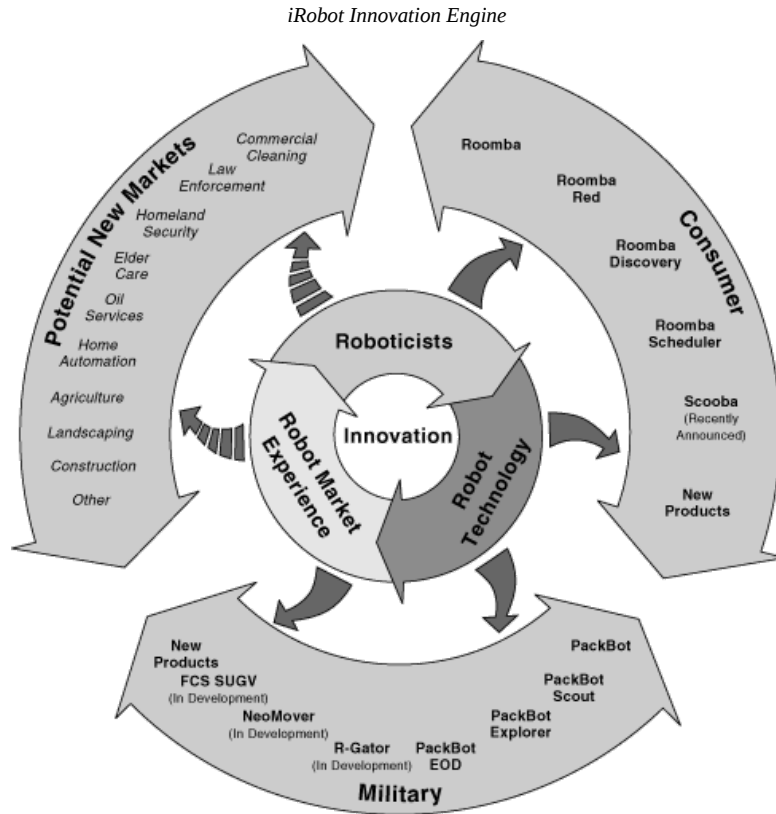 iRobot Innovation Engine
Potential New Markets
Commercial
Cleaning
Law
Enforcement
Homeland
Security
Elder
Care
Oil
Services
Home
Automation
Agriculture
Landscaping
Construction
Other
Consumer
Roomba
Roomba
Red
Roomba
Discovery
Roomba
Scheduler
Scooba
(Recently
Announced)
New
Products
Roboticists
Innovation
Robot Market
Experience
Robot
Technology
New
Products
FCS SUGV
(In Development)
NeoMover
(In Development)
R-Gator
(In Development)
PackBot
EOD
PackBot
Explorer
PackBot
Scout
PackBot
Military